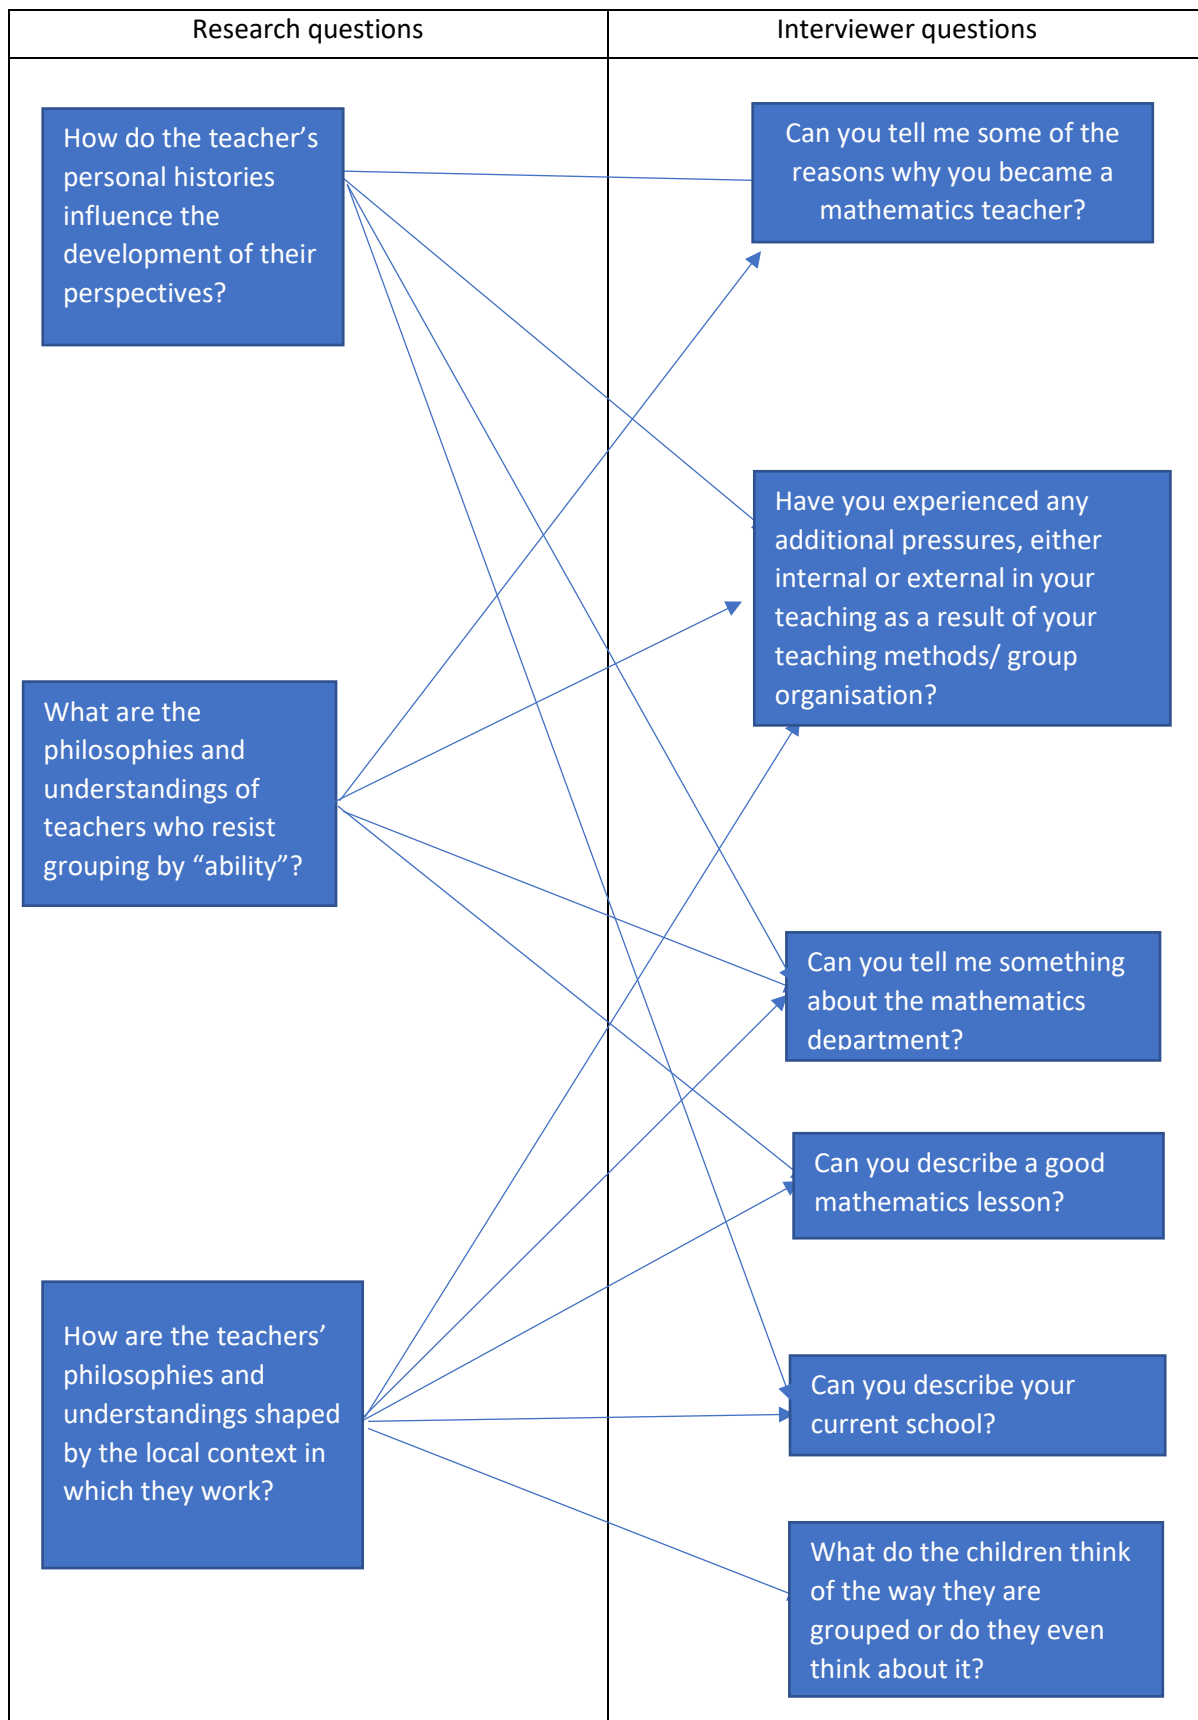 Research questions
Interviewer questions
How do the teacher’s
personal histories
influence the
development of their
perspectives?
What are the
philosophies and
understandings of
teachers who resist
grouping by “ability”?
How are the teachers’
philosophies and
understandings shaped
by the local context in
which they work?
Can you tell me some of the
reasons why you became a
mathematics teacher?
Have you experienced any
additional pressures, either
internal or external in your
teaching as a result of your
teaching methods/ group
organisation?
Can you tell me something
about the mathematics
department?
Can you describe a good
mathematics lesson?
Can you describe your
current school?
What do the children think
of the way they are
grouped or do they even
think about it?